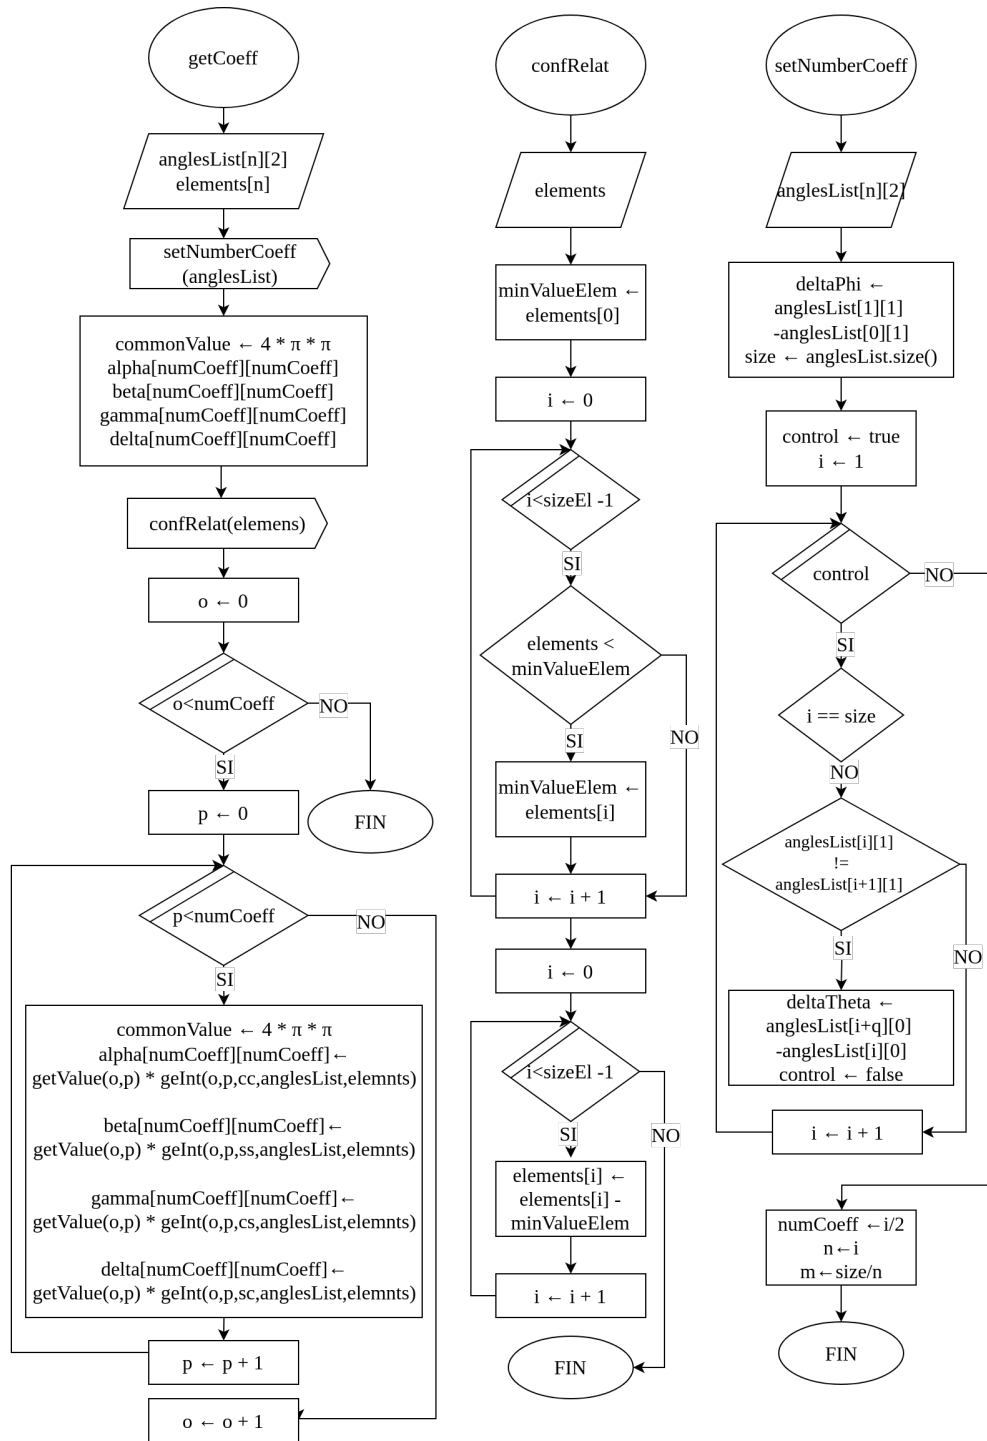 getCoeff
anglesList[n][2]
elements[n]
setNumberCoeff
(anglesList)
commonValue ← 4 * π * π
alpha[numCoeff][numCoeff]
beta[numCoeff][numCoeff]
gamma[numCoeff][numCoeff]
delta[numCoeff][numCoeff]
confRelat(elemens)
o ← 0
o<numCoeff
NO
SI
p ← 0
FIN
p<numCoeff
NO
SI
commonValue ← 4 * π * π
alpha[numCoeff][numCoeff]←
getValue(o,p) * geInt(o,p,cc,anglesList,elemnts)
beta[numCoeff][numCoeff]←
getValue(o,p) * geInt(o,p,ss,anglesList,elemnts)
gamma[numCoeff][numCoeff]←
getValue(o,p) * geInt(o,p,cs,anglesList,elemnts)
delta[numCoeff][numCoeff]←
getValue(o,p) * geInt(o,p,sc,anglesList,elemnts)
p ← p + 1
o ← o + 1
confRelat
elements
minValueElem ←
elements[0]
i ← 0
i<sizeEl -1
SI
elements <
minValueElem
SI
NO
minValueElem ←
elements[i]
i ← i + 1
i ← 0
i<sizeEl -1
SI
NO
elements[i] ←
elements[i] -
minValueElem
i ← i + 1
FIN
setNumberCoeff
anglesList[n][2]
deltaPhi ←
anglesList[1][1]
-anglesList[0][1]
size ← anglesList.size()
control ← true
i ← 1
control
NO
SI
i == size
NO
anglesList[i][1]
!=
anglesList[i+1][1]
SI
NO
deltaTheta ←
anglesList[i+q][0]
-anglesList[i][0]
control ← false
i ← i + 1
numCoeff ←i/2
n←i
m←size/n
FIN